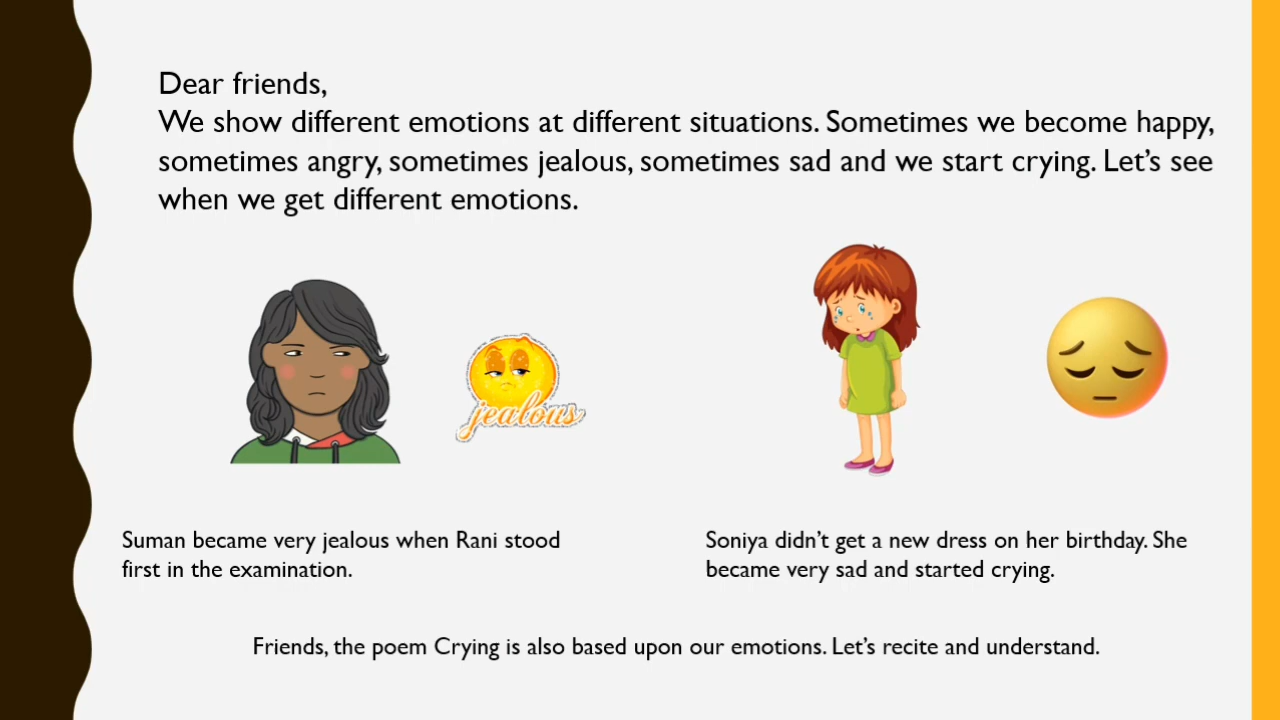 Dear friends,
We show different emotions at different situations. Sometimes we become happy,
sometimes angry, sometimes jealous, sometimes sad and we start crying. Let’s see
when we get different emotions.
jealous
Suman became very jealous when Rani stood
first in the examination.
Soniya didn’t get a new dress on her birthday. She
became very sad and started crying.
Friends, the poem Crying is also based upon our emotions. Let’s recite and understand.